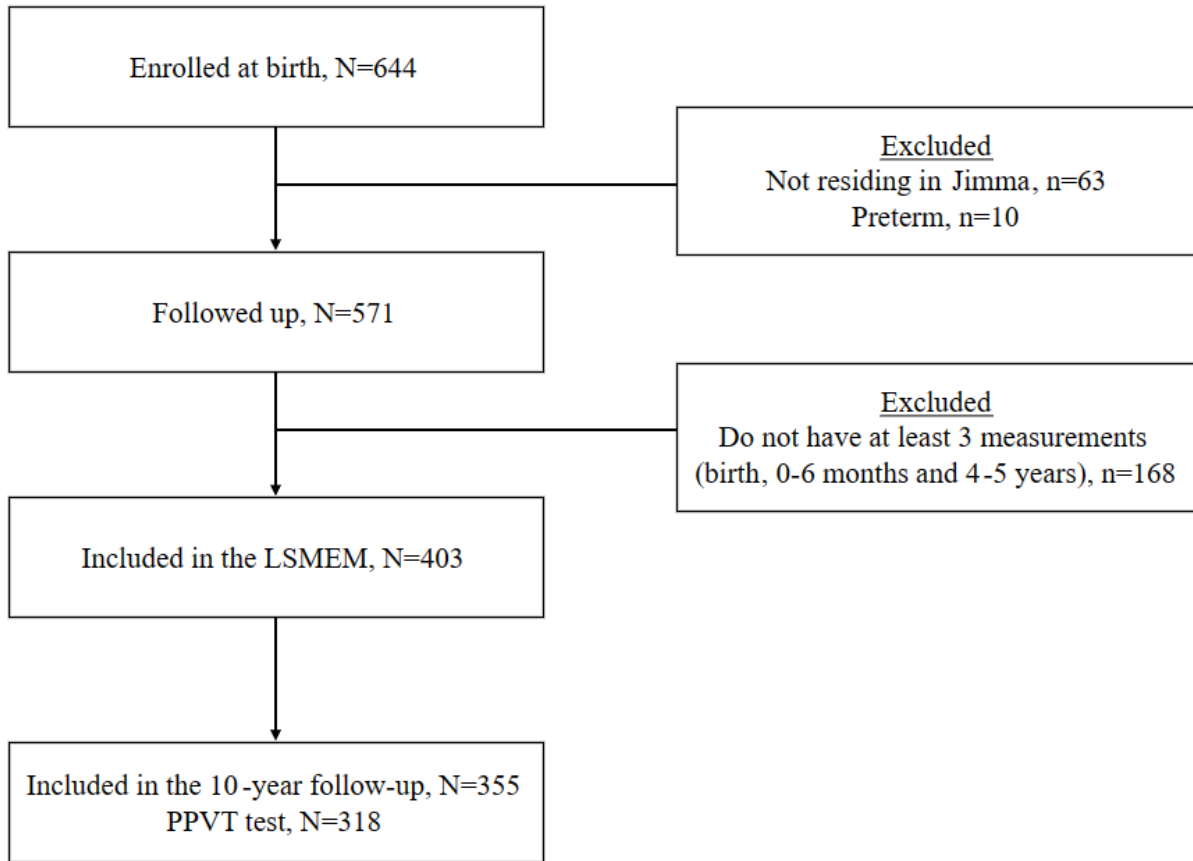 Enrolled at birth, N=644
Excluded
Not residing in Jimma, n=63
Preterm, n=10
Followed up, N=571
Excluded
Do not have at least 3 measurements
(birth, 0-6 months and 4-5 years), n=168
Included in the LSMEM, N=403
Included in the 10-year follow-up, N=355
PPVT test, N=318